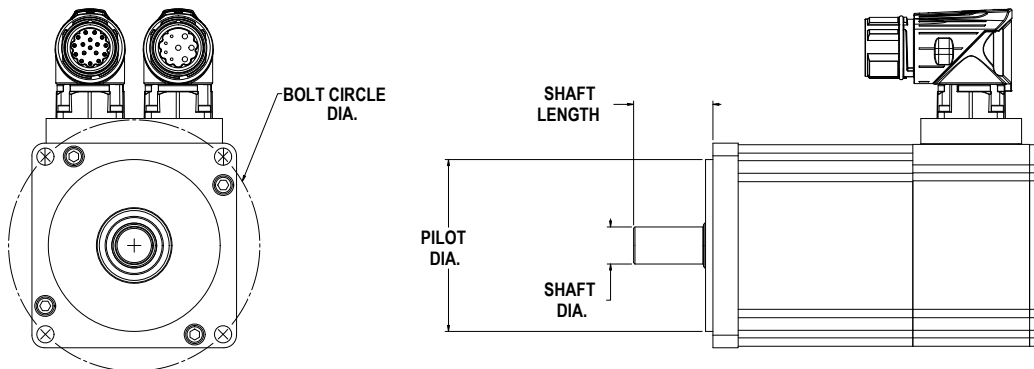 BOLT CIRCLE
DIA.
SHAFT
LENGTH
PILOT
DIA.
SHAFT
DIA.